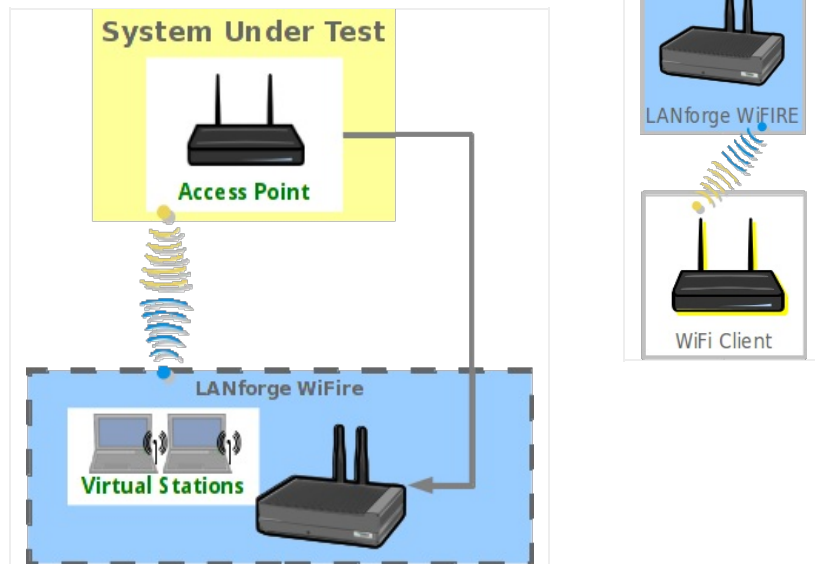 System Under Test
Access Point
LANforge WiFire
Virtual Stations
LANforge WiFIRE
WiFi Client